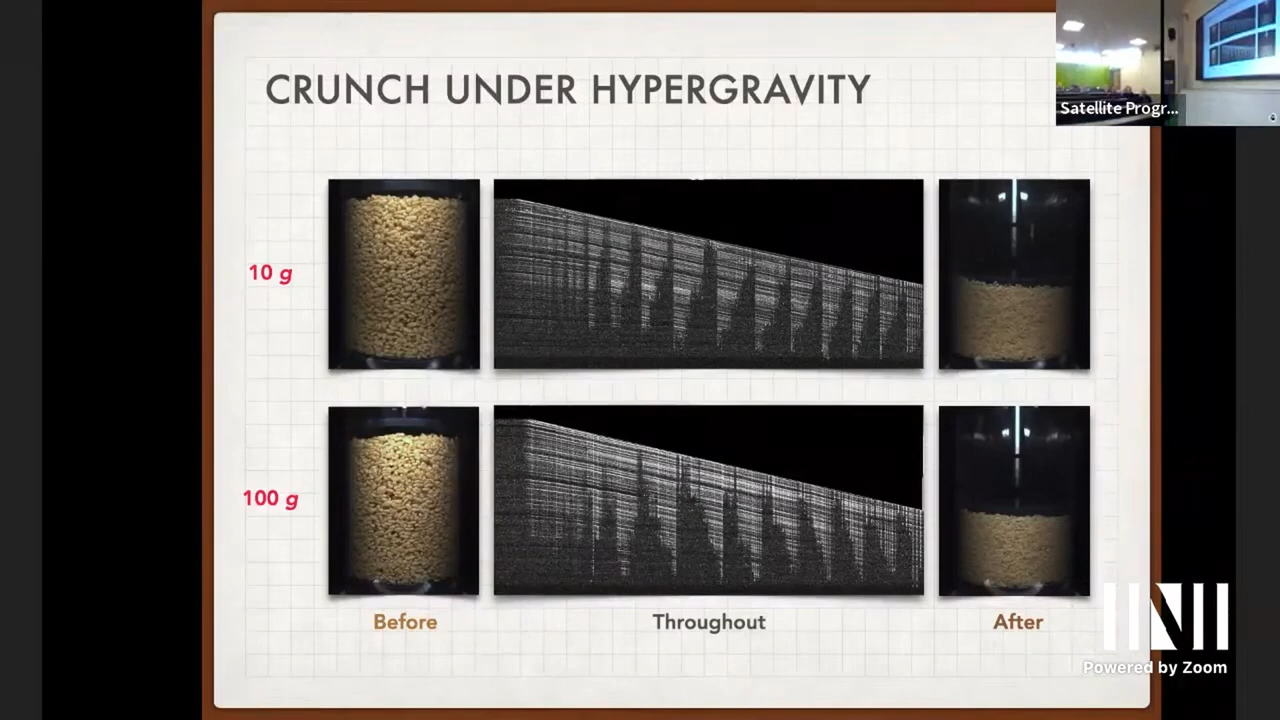 CRUNCH UNDER HYPERGRAVITY
Satellite Progr...
10 g
100 g
Before
Throughout
After
Powered by Zoom